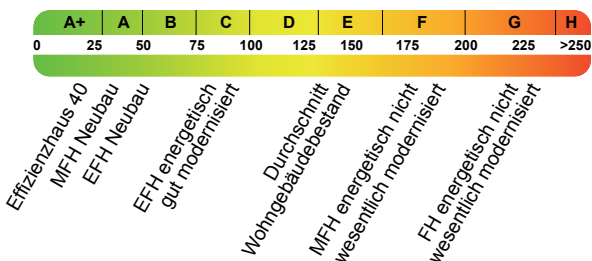 A+ A B C D E F G H
0 25 50 75 100 125 150 175 200 225 >250
Effizienzhaus 40
MFH Neubau
EFH Neubau
EFH energetisch
gut modernisiert
Durchschnitt
Wohngebäudebestand
MFH energetisch nicht
wesentlich modernisiert
FH energetisch nicht
wesentlich modernisiert